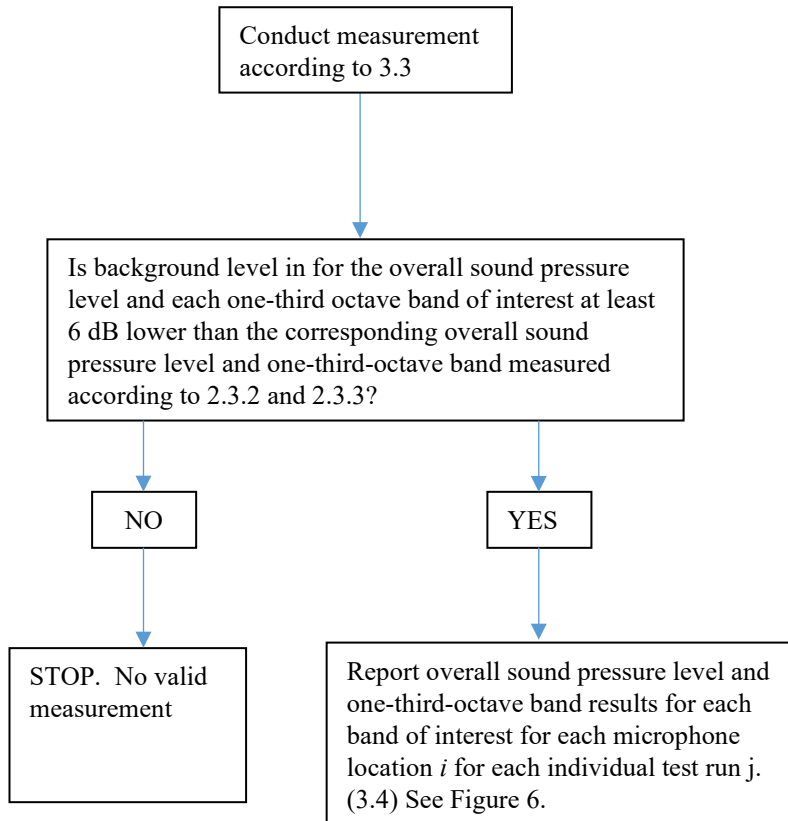 Conduct measurement
according to 3.3
Is background level in for the overall sound pressure
level and each one-third octave band of interest at least
6 dB lower than the corresponding overall sound
pressure level and one-third-octave band measured
according to 2.3.2 and 2.3.3?
NO
YES
STOP.  No valid
measurement
Report overall sound pressure level and
one-third-octave band results for each
band of interest for each microphone
location i for each individual test run j.
(3.4) See Figure 6.